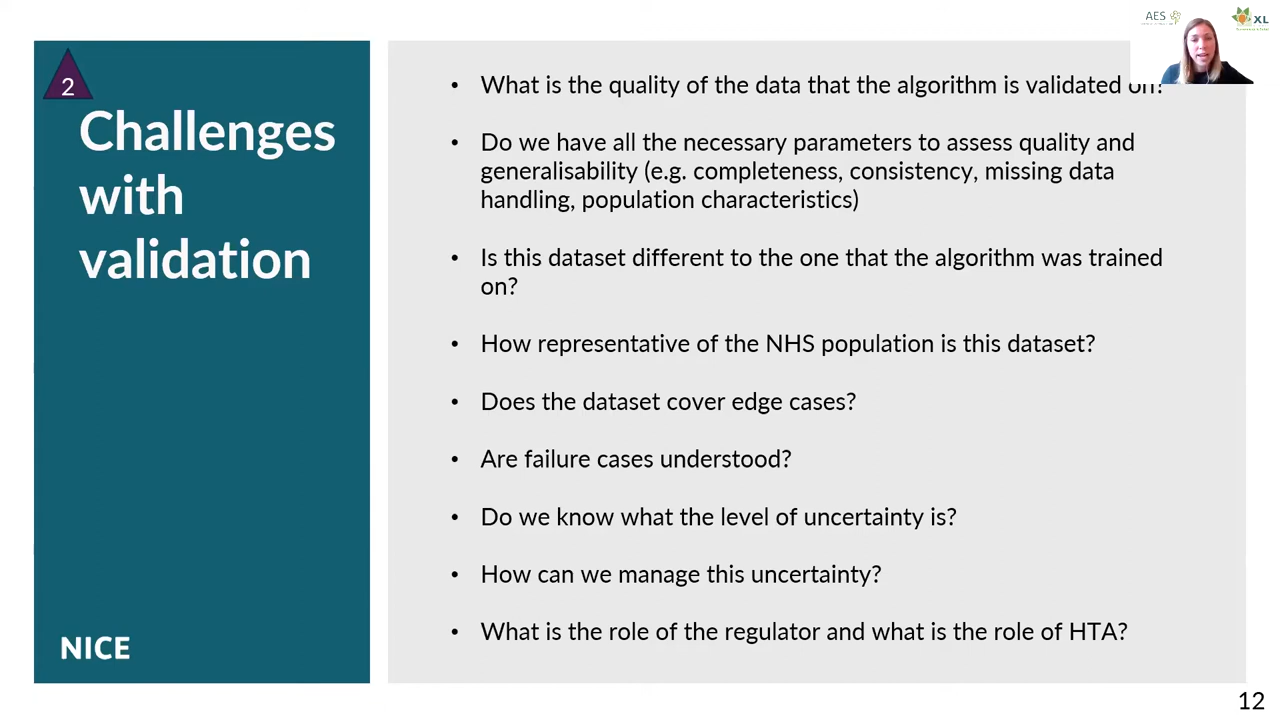 AES
XL
2
Challenges
with
validation
• What is the quality of the data that the algorithm is validated on?
• Do we have all the necessary parameters to assess quality and
generalisability (e.g. completeness, consistency, missing data
handling, population characteristics)
• Is this dataset different to the one that the algorithm was trained
on?
• How representative of the NHS population is this dataset?
• Does the dataset cover edge cases?
• Are failure cases understood?
• Do we know what the level of uncertainty is?
• How can we manage this uncertainty?
• What is the role of the regulator and what is the role of HTA?
NICE
12